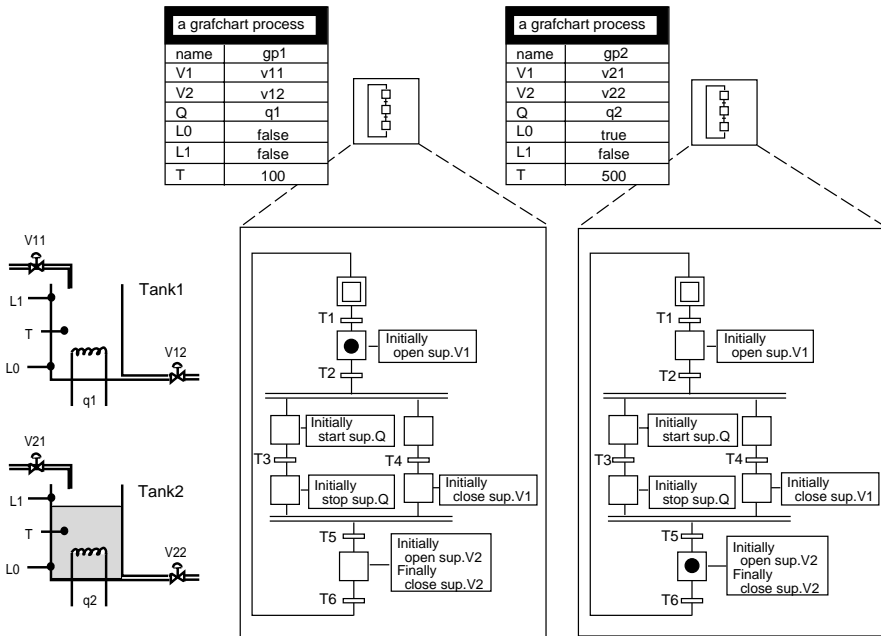 a grafchart process
name gp1
V1 v11
V2 v12
Q q1
L0 false
L1 false
T 100
a grafchart process
name gp2
V1 v21
V2 v22
Q q2
L0 true
L1 false
T 500
V11
L1
Tank1
T
V12
L0
q1
V21
L1
Tank2
T
V22
L0
q2
T1
Initially
open sup.V1
T2
Initially
start sup.Q
T3
T4
Initially
stop sup.Q
Initially
close sup.V1
T5
Initially
open sup.V2
Finally
close sup.V2
T6
T1
Initially
open sup.V1
T2
Initially
start sup.Q
T3
T4
Initially
stop sup.Q
Initially
close sup.V1
T5
Initially
open sup.V2
Finally
close sup.V2
T6